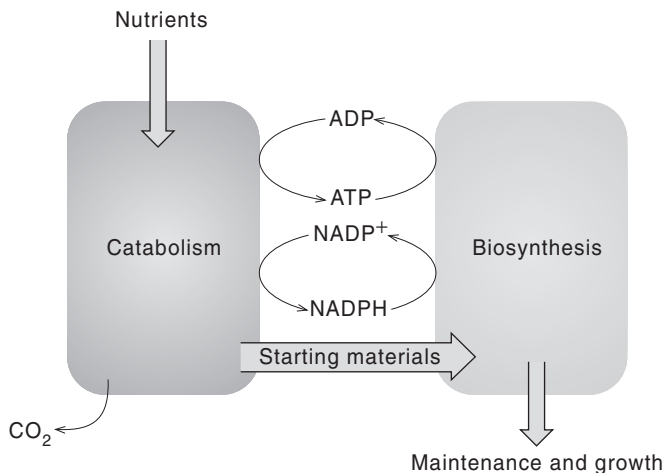 Nutrients
ADP
ATP
NADP+
Catabolism
Biosynthesis
NADPH
Starting materials
CO2
Maintenance and growth